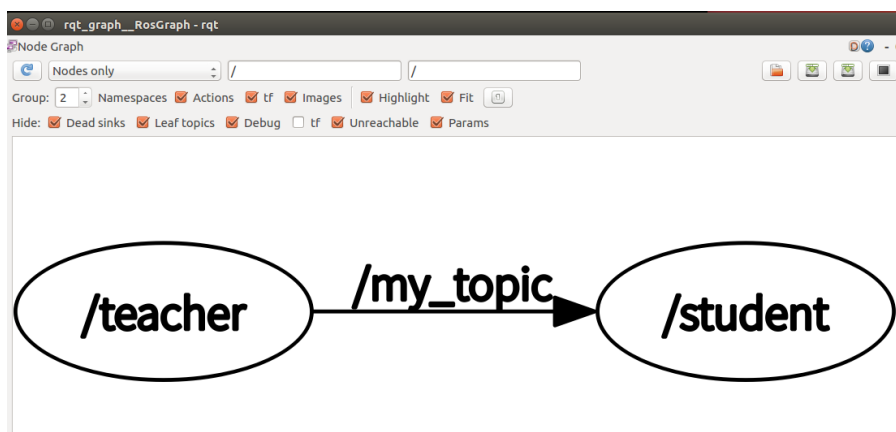 rqt_graph__RosGraph - rqt
Node Graph D ? -
Nodes only / /
Group: 2 Namespaces Actions tf Images Highlight Fit
Hide: Dead sinks Leaf topics Debug tf Unreachable Params
/teacher /my_topic /student